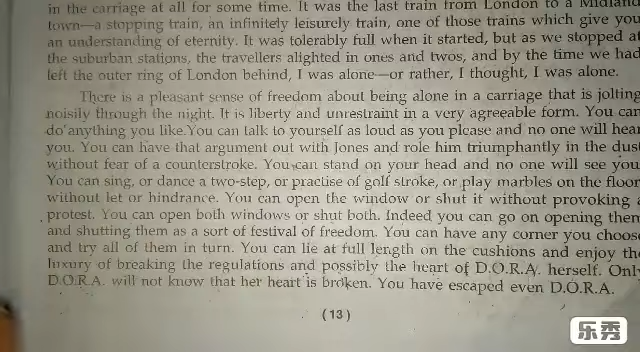 in the carriage at all for some time. It was the last train from London to a Midland
town—a stopping train, an infinitely leisurely train, one of those trains which give you
an understanding of eternity. It was tolerably full when it started, but as we stopped at
the suburban stations, the travellers alighted in ones and twos, and by the time we had
left the outer ring of London behind, I was alone—or rather, I thought, I was alone.
There is a pleasant sense of freedom about being alone in a carriage that is jolting
noisily through the night. It is liberty and unrestraint in a very agreeable form. You can
do anything you like.You can talk to yourself as loud as you please and no one will hear
you. You can have that argument out with Jones and role him triumphantly in the dust
without fear of a counterstroke. You can stand on your head and no one will see you
You can sing, or dance a two-step, or practise of golf stroke, or play marbles on the floor
without let or hindrance. You can open the window or shut it without provoking a
protest. You can open both windows or shut both. Indeed you can go on opening them
and shutting them as a sort of festival of freedom. You can have any corner you choose
and try all of them in turn. You can lie at full length on the cushions and enjoy the
luxury of breaking the regulations and possibly the heart of D.O.R.A. herself. Only
D.O.R.A. will not know that her heart is broken. You have escaped even D.O.R.A.
(13)
乐秀